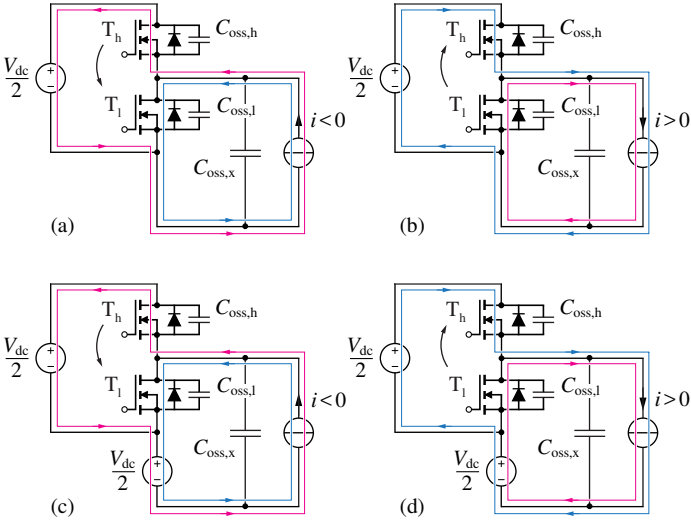 V_dc/2
+
−
T_h
T_l
C_oss,h
C_oss,l
C_oss,x
i<0
(a)
V_dc/2
+
−
T_h
T_l
C_oss,h
C_oss,l
C_oss,x
i>0
(b)
V_dc/2
+
−
T_h
T_l
C_oss,h
C_oss,l
C_oss,x
i<0
V_dc/2
+
−
(c)
V_dc/2
+
−
T_h
T_l
C_oss,h
C_oss,l
C_oss,x
i>0
V_dc/2
+
−
(d)